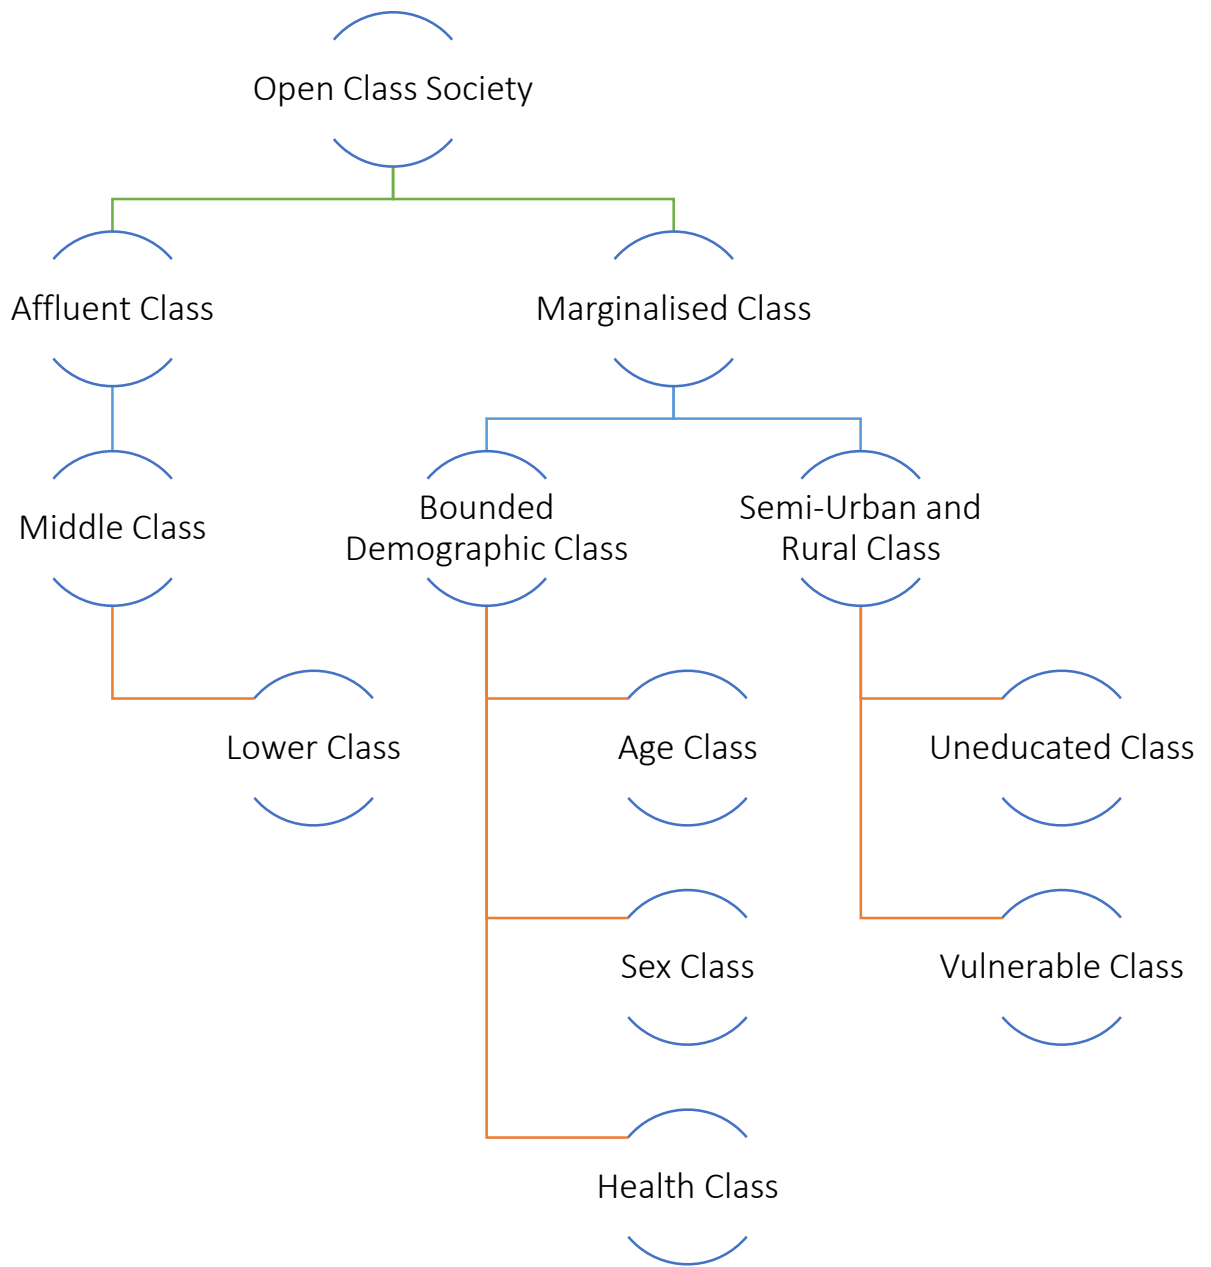 Open Class Society
Affluent Class
Marginalised Class
Middle Class
Bounded
Demographic Class
Semi-Urban and
Rural Class
Lower Class
Age Class
Uneducated Class
Sex Class
Vulnerable Class
Health Class